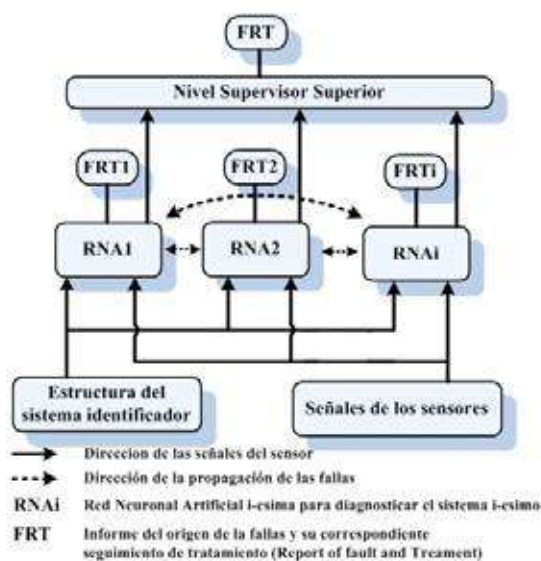 FRT
Nivel Supervisor Superior
FRT1
FRT2
FRTi
RNA1
RNA2
RNAi
Estructura del
sistema identificador
Señales de los sensores
Direccion de las señales del sensor
Dirección de la propagación de las fallas
RNAi Red Neuronal Artificial i-esima para diagnosticar el sistema i-esimo
FRT Informe del origen de la fallas y su correspondiente
seguimiento de tratamiento (Report of fault and Treament)